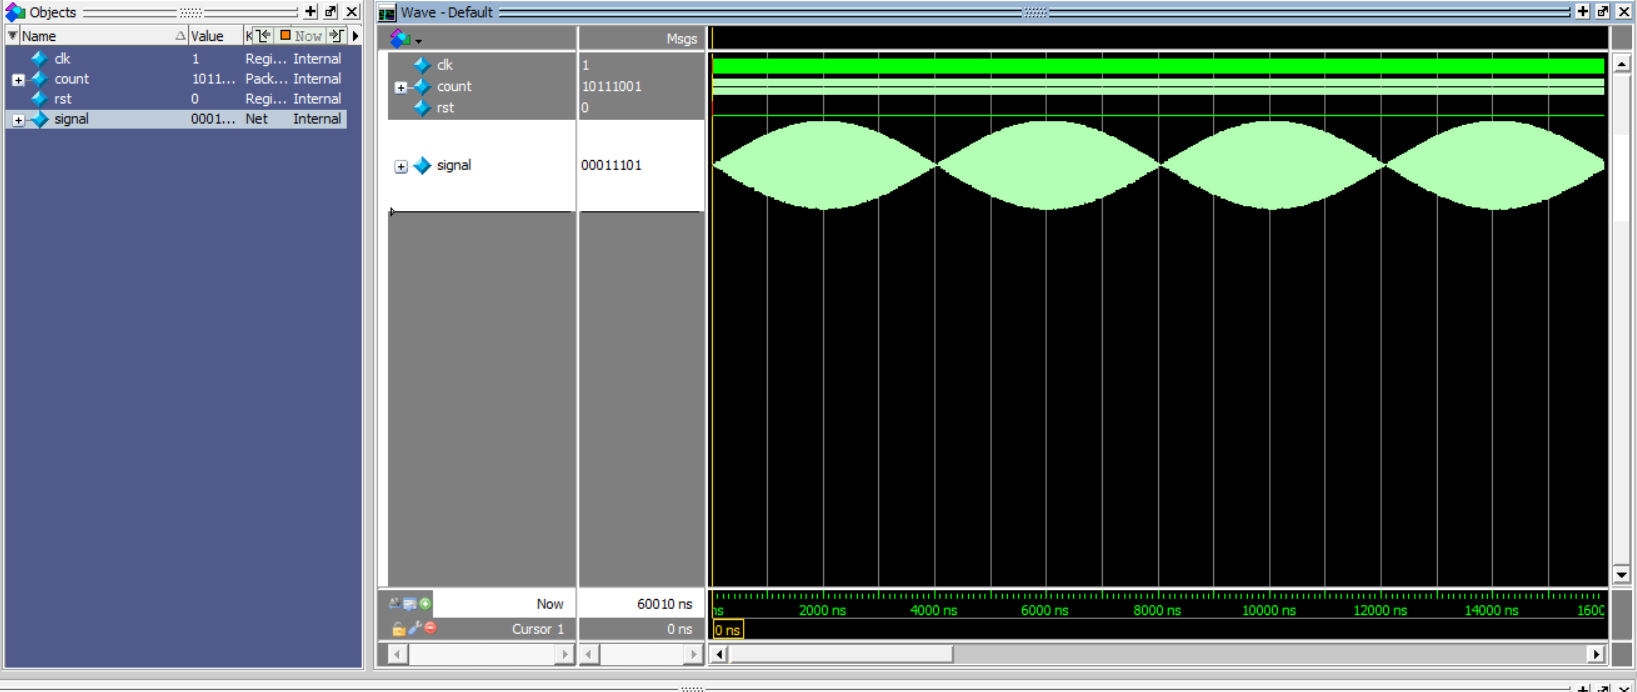 Objects
Name Value K Now
clk 1 Regi... Internal
count 1011... Pack... Internal
rst 0 Regi... Internal
signal 0001... Net Internal
Wave - Default
Msgs
clk 1
count 10111001
rst 0
signal 00011101
Now 60010 ns
ns 2000 ns 4000 ns 6000 ns 8000 ns 10000 ns 12000 ns 14000 ns 1600
Cursor 1 0 ns
0 ns